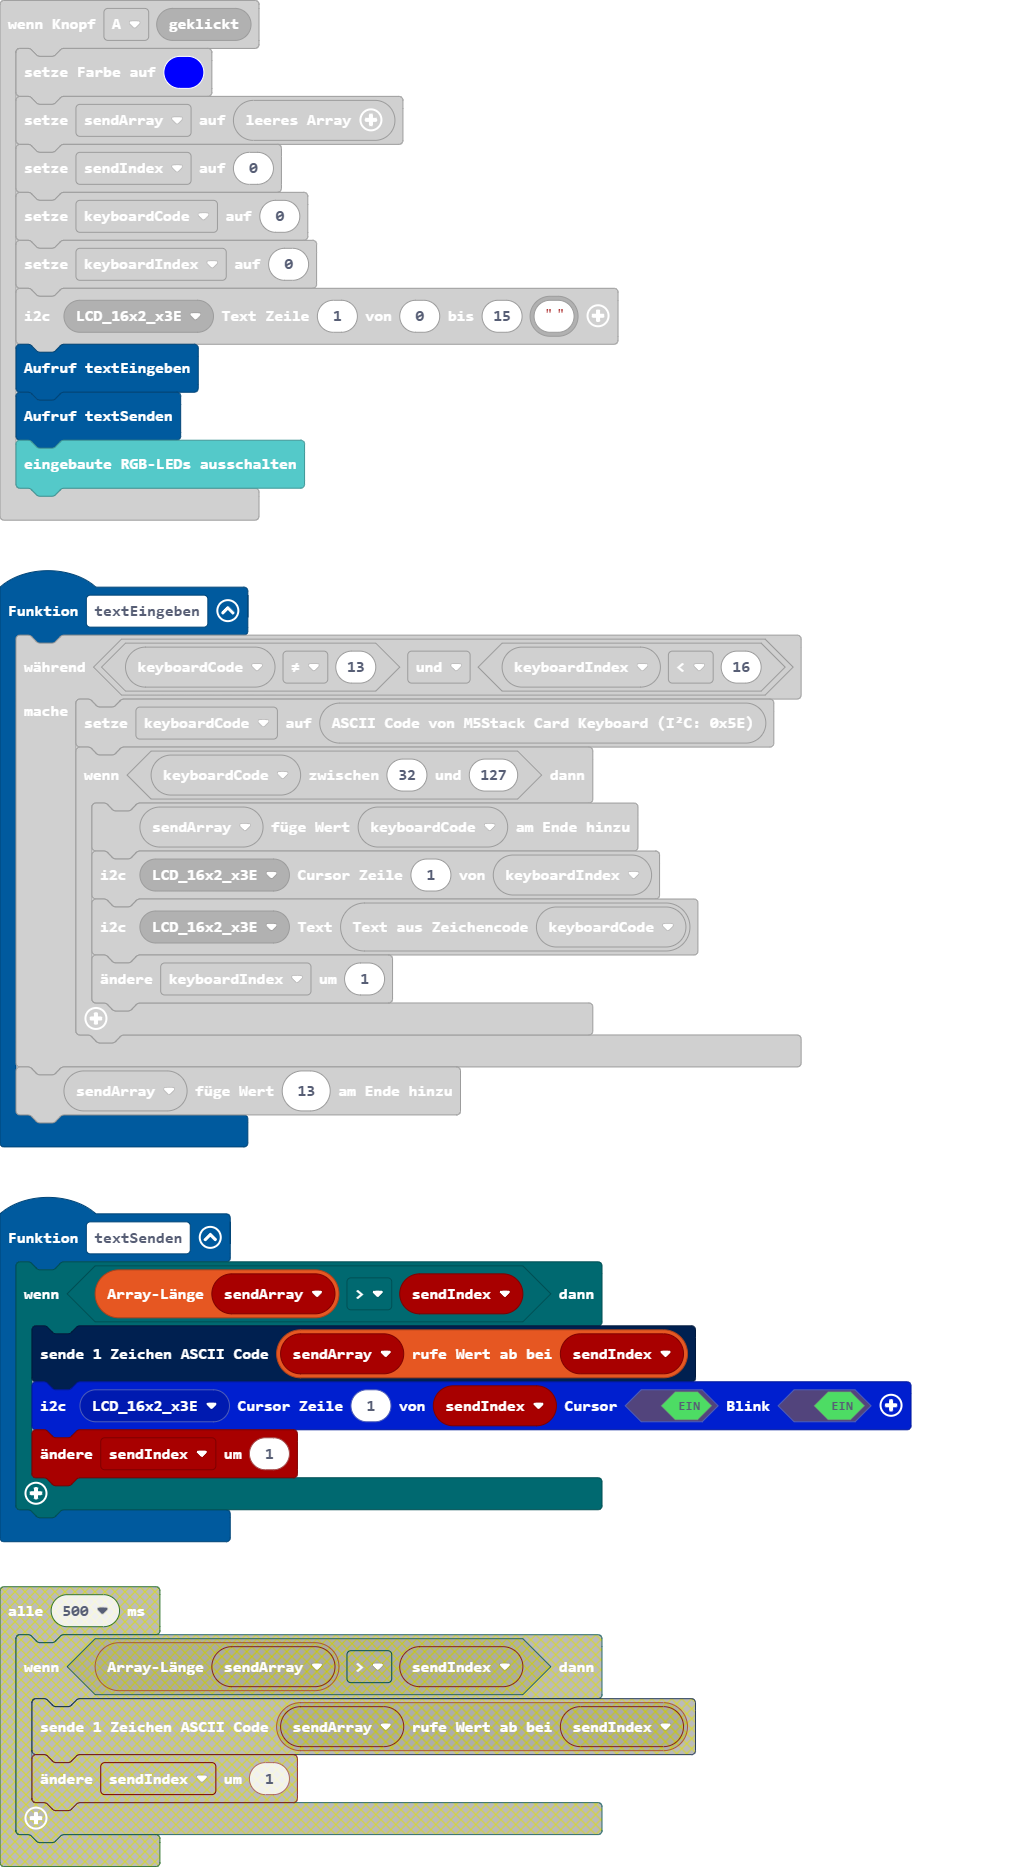 wenn Knopf A geklickt
setze Farbe auf
setze sendArray auf leeres Array
setze sendIndex auf 0
setze keyboardCode auf 0
setze keyboardIndex auf 0
i2c LCD_16x2_x3E Text Zeile 1 von 0 bis 15 " "
Aufruf textEingeben
Aufruf textSenden
eingebaute RGB-LEDs ausschalten
Funktion textEingeben
während keyboardCode ≠ 13 und keyboardIndex < 16
mache
setze keyboardCode auf ASCII Code von M5Stack Card Keyboard (I²C: 0x5E)
wenn keyboardCode zwischen 32 und 127 dann
sendArray füge Wert keyboardCode am Ende hinzu
i2c LCD_16x2_x3E Cursor Zeile 1 von keyboardIndex
i2c LCD_16x2_x3E Text Text aus Zeichencode keyboardCode
ändere keyboardIndex um 1
sendArray füge Wert 13 am Ende hinzu
Funktion textSenden
wenn Array-Länge sendArray > sendIndex dann
sende 1 Zeichen ASCII Code sendArray rufe Wert ab bei sendIndex
i2c LCD_16x2_x3E Cursor Zeile 1 von sendIndex Cursor EIN Blink EIN
ändere sendIndex um 1
alle 500 ms
wenn Array-Länge sendArray > sendIndex dann
sende 1 Zeichen ASCII Code sendArray rufe Wert ab bei sendIndex
ändere sendIndex um 1